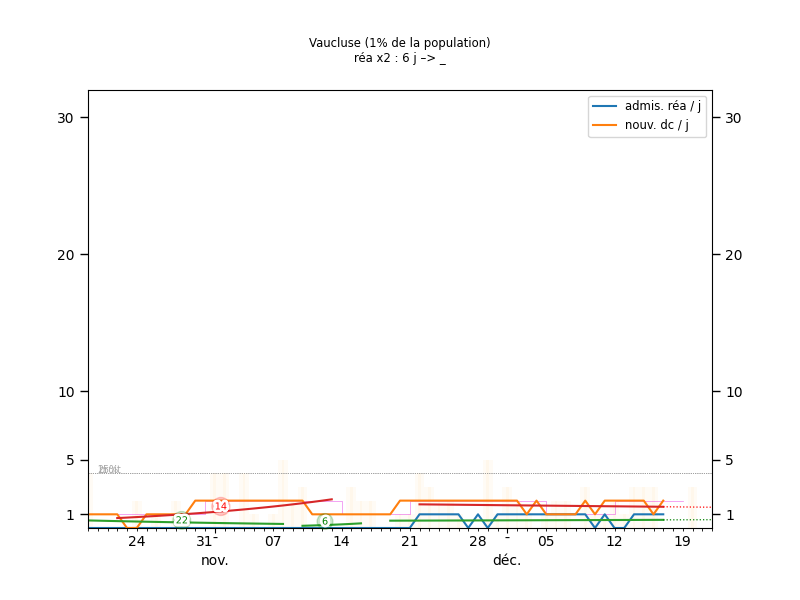 Vaucluse (1% de la population)
réa x2 : 6 j –> _
admis. réa / j
nouv. dc / j
30 30
20 20
10 10
5 5
1 1
14
22
6
24 31 07 14 21 28 05 12 19
nov. déc.